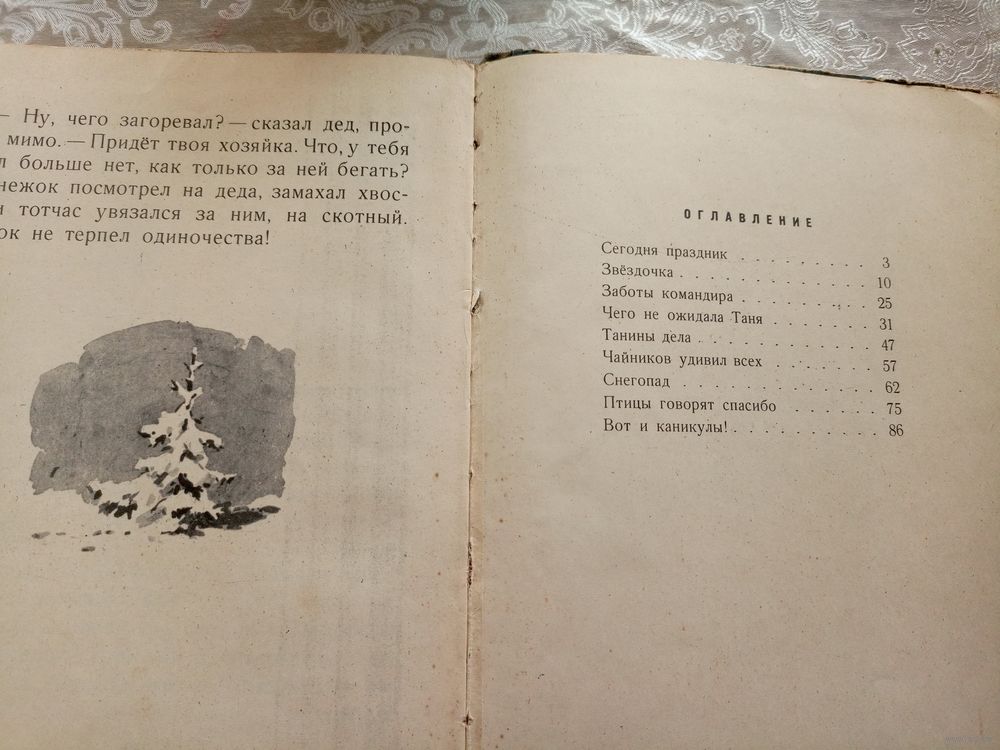 — Ну, чего загоревал? — сказал дед, про-
мимо. — Придёт твоя хозяйка. Что, у тебя
больше нет, как только за ней бегать?
нежок посмотрел на деда, замахал хвос-
и тотчас увязался за ним, на скотный.
ок не терпел одиночества!
ОГЛАВЛЕНИЕ
Сегодня праздник . . . . . . . . . 3
Звёздочка . . . . . . . . . . . . 10
Заботы командира . . . . . . . . . 25
Чего не ожидала Таня . . . . . . . 31
Танины дела . . . . . . . . . . . 47
Чайников удивил всех . . . . . . . 57
Снегопад . . . . . . . . . . . . 62
Птицы говорят спасибо . . . . . . 75
Вот и каникулы! . . . . . . . . . . 86